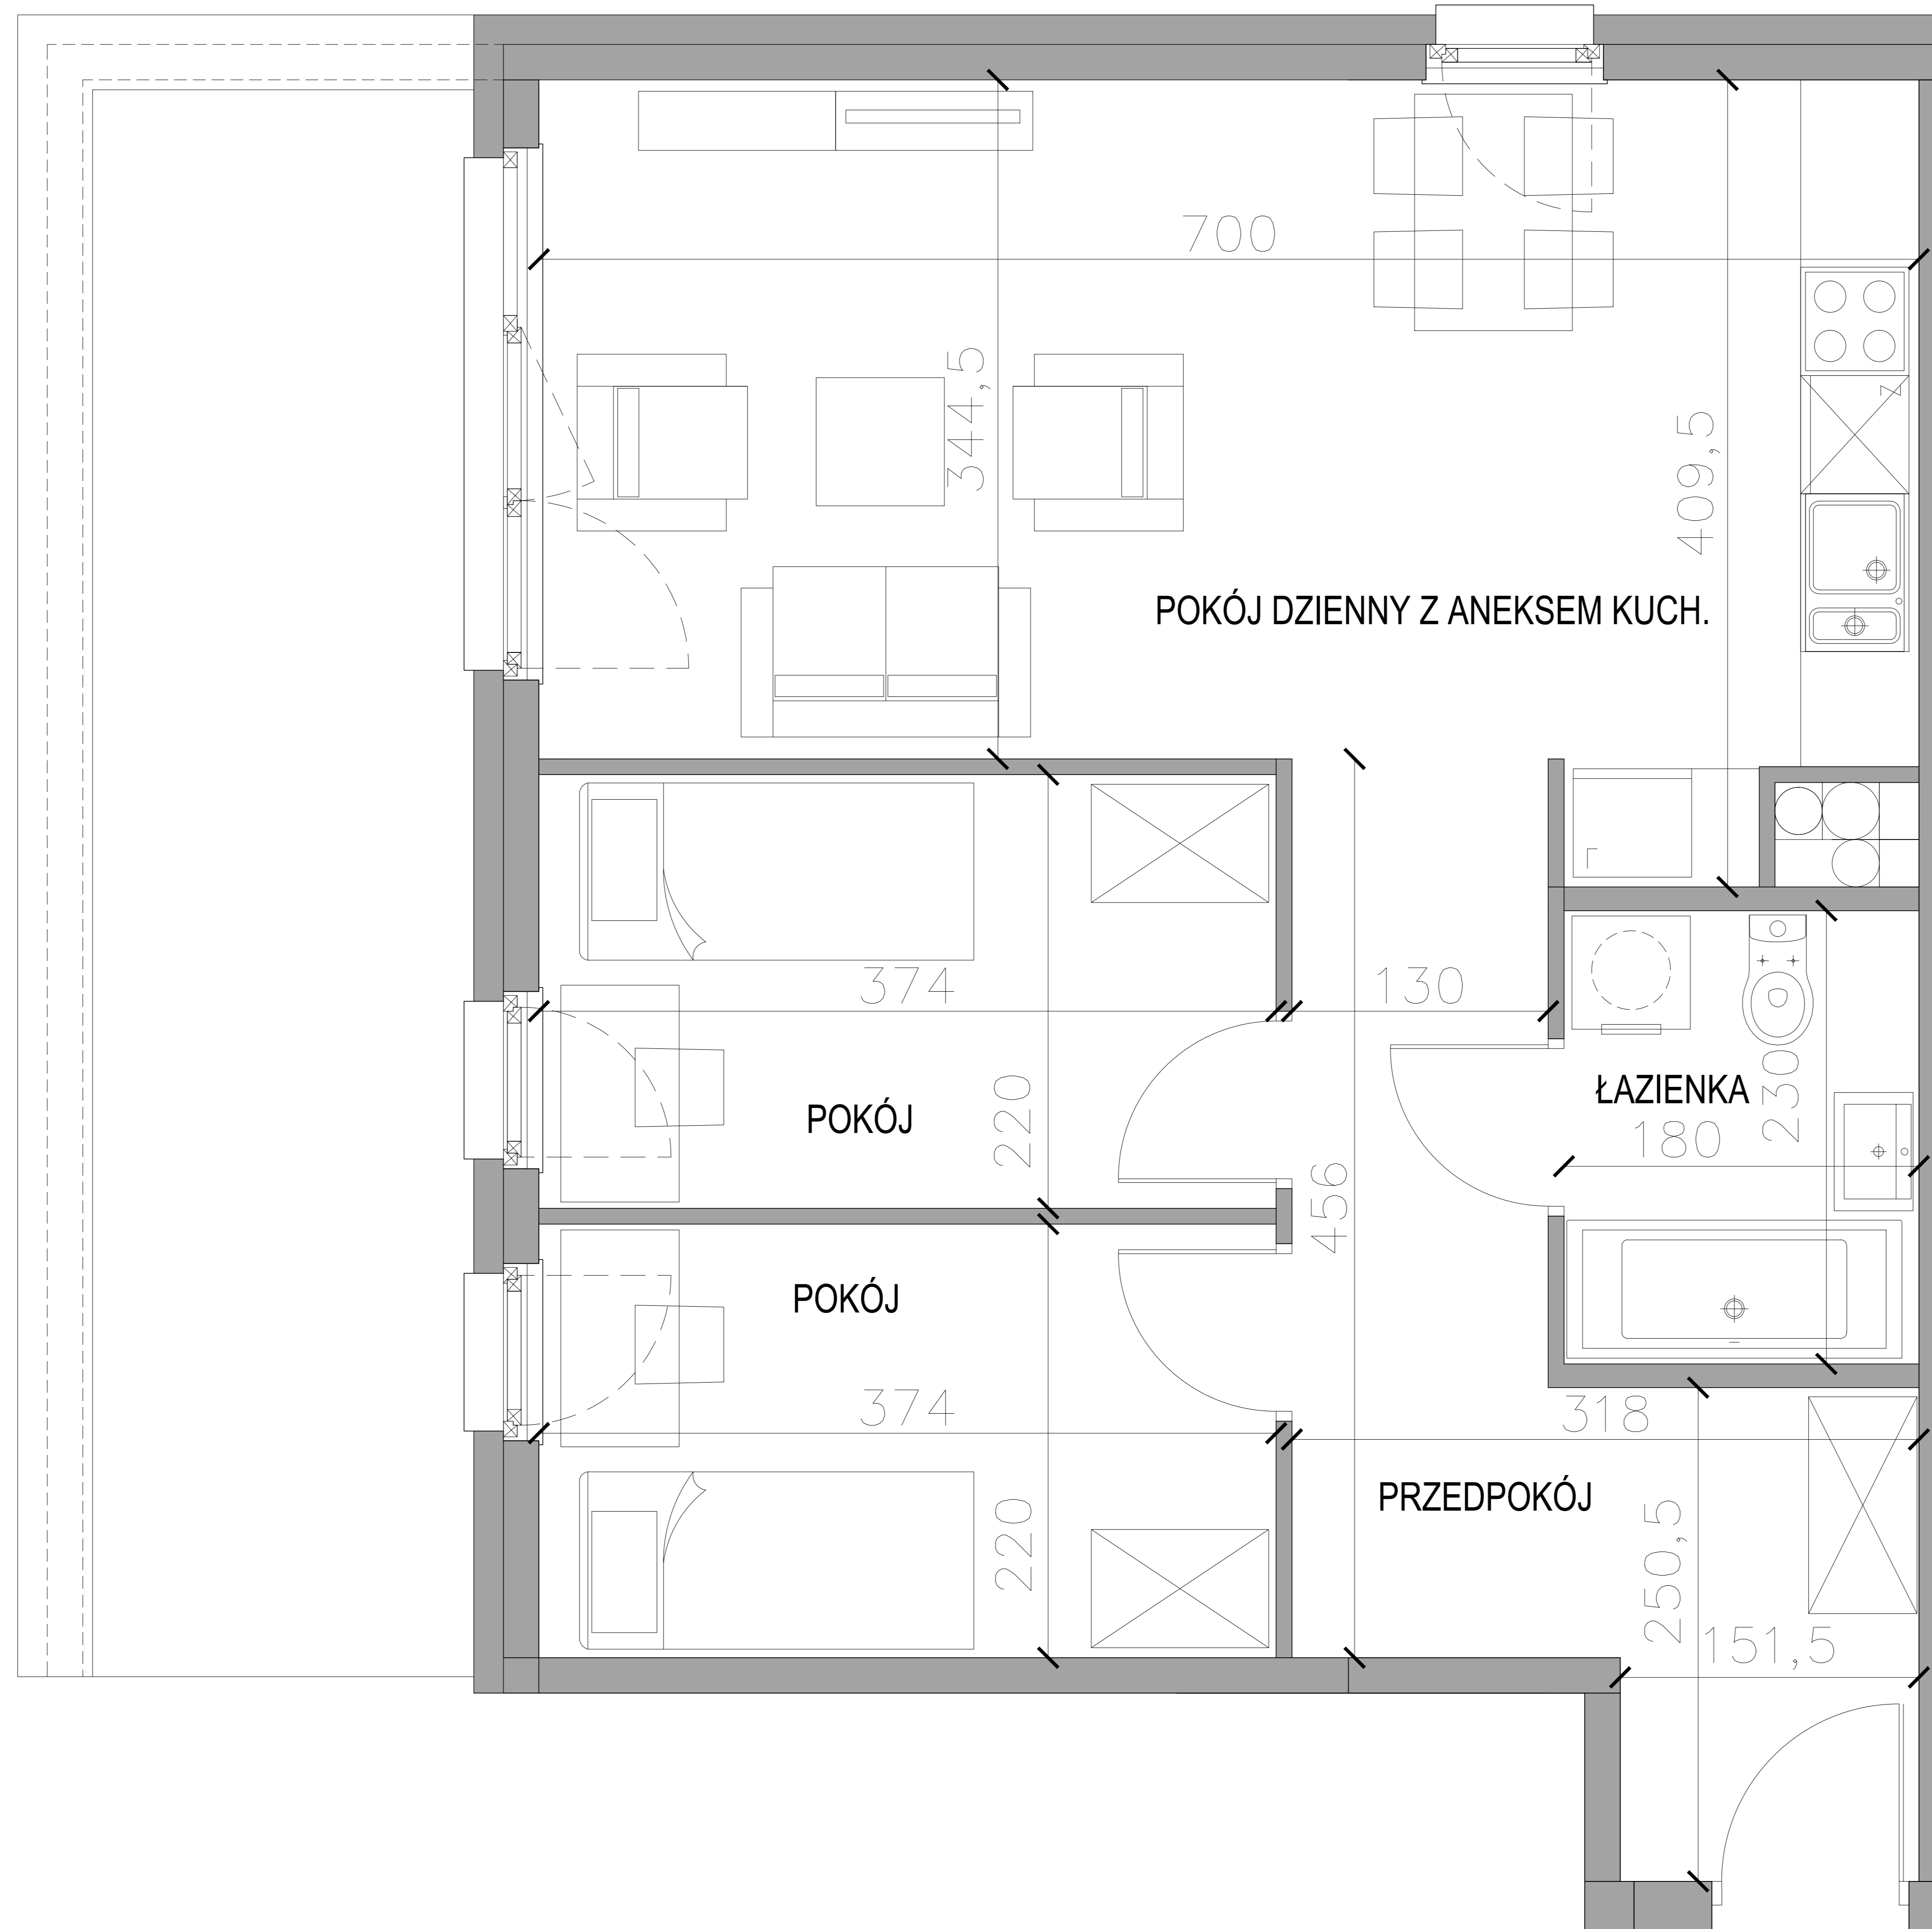 700
344,5
409,5
POKÓJ DZIENNY Z ANEKSEM KUCH.
374
130
220
POKÓJ
456
ŁAZIENKA
230
180
POKÓJ
374
220
318
PRZEDPOKÓJ
250,5
151,5